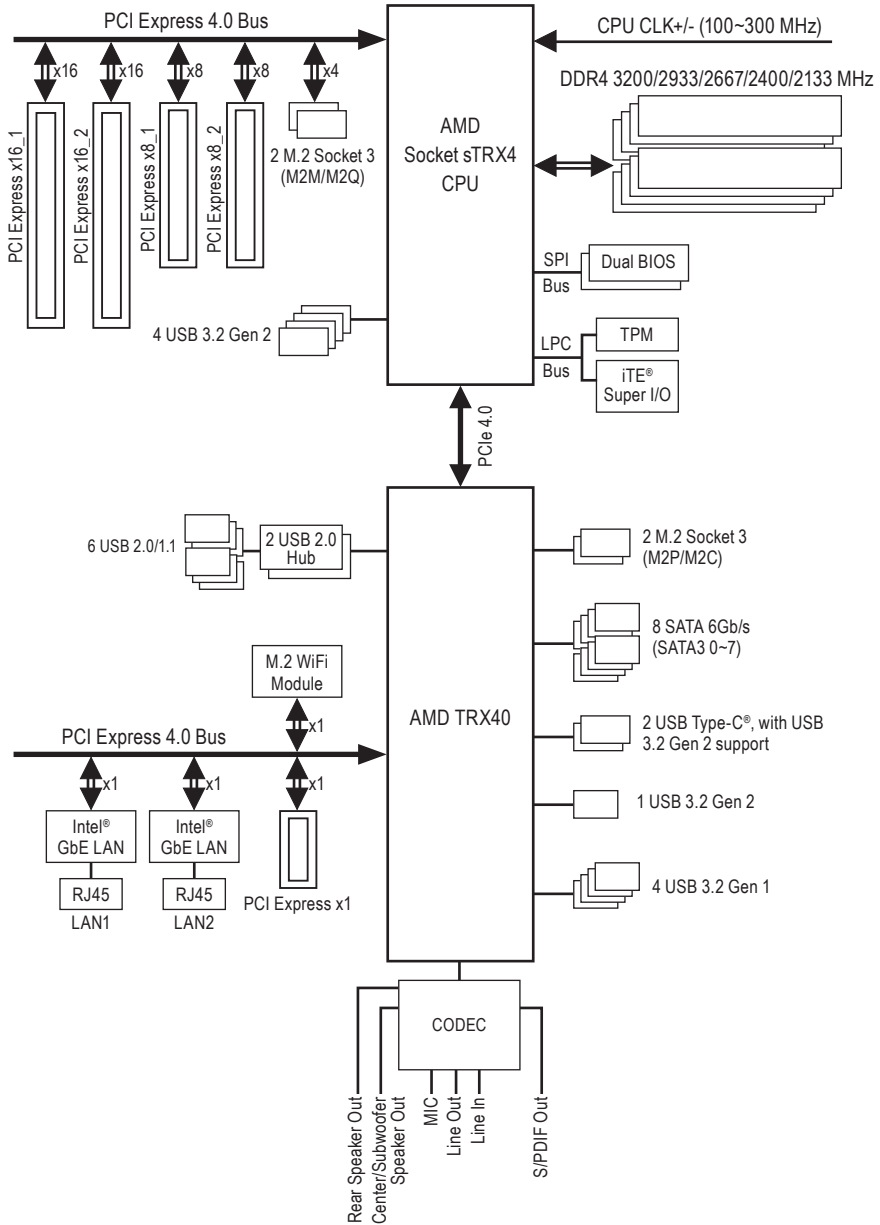 PCI Express 4.0 Bus
CPU CLK+/- (100~300 MHz)
x16
x16
x8
x8
x4
DDR4 3200/2933/2667/2400/2133 MHz
PCI Express x16_1
PCI Express x16_2
PCI Express x8_1
PCI Express x8_2
2 M.2 Socket 3
(M2M/M2Q)
AMD
Socket sTRX4
CPU
SPI
Bus
Dual BIOS
4 USB 3.2 Gen 2
LPC
Bus
TPM
iTE®
Super I/O
PCIe 4.0
6 USB 2.0/1.1
2 USB 2.0
Hub
2 M.2 Socket 3
(M2P/M2C)
8 SATA 6Gb/s
(SATA3 0~7)
M.2 WiFi
Module
x1
AMD TRX40
2 USB Type-C®, with USB
3.2 Gen 2 support
PCI Express 4.0 Bus
x1
x1
x1
1 USB 3.2 Gen 2
Intel®
GbE LAN
Intel®
GbE LAN
RJ45
RJ45
LAN1
LAN2
PCI Express x1
4 USB 3.2 Gen 1
CODEC
Rear Speaker Out
Center/Subwoofer
Speaker Out
MIC
Line Out
Line In
S/PDIF Out